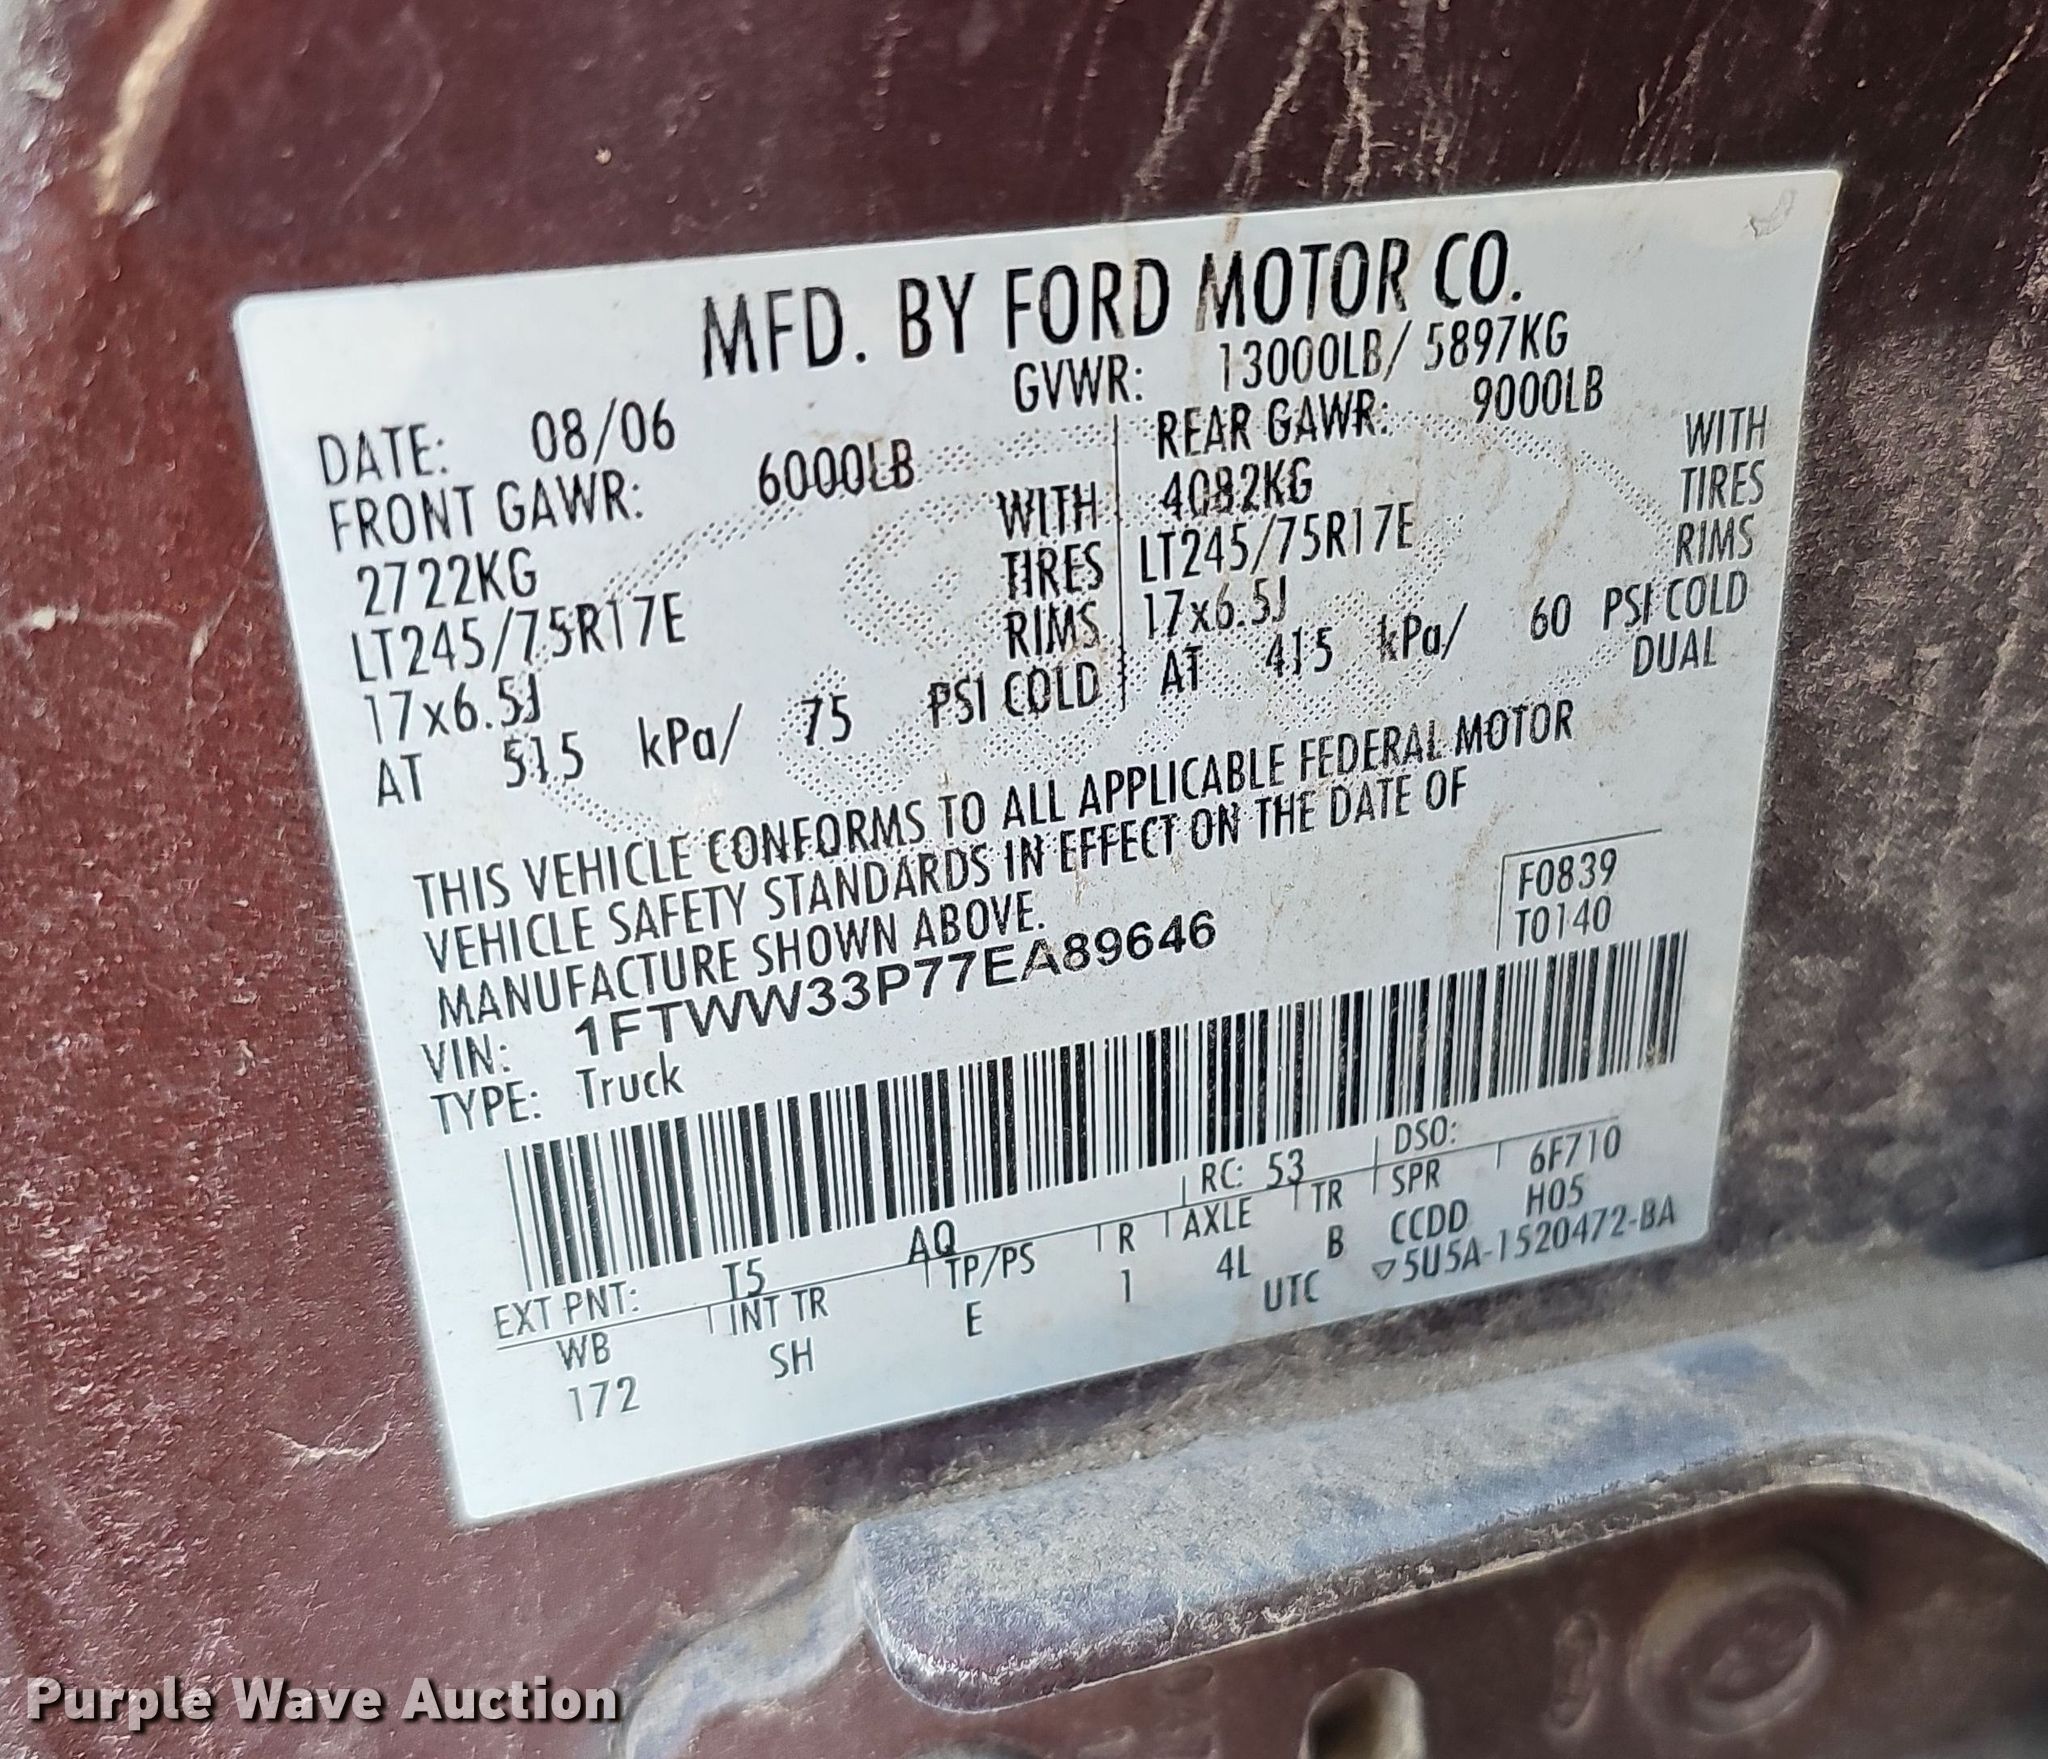 MFD. BY FORD MOTOR CO.
DATE: 08/06 GVWR: 13000LB/ 5897KG
FRONT GAWR: 6000LB REAR GAWR: 9000LB
2722KG WITH 4082KG WITH
LT245/75R17E TIRES LT245/75R17E TIRES
17x6.5J RIMS 17x6.5J RIMS
AT 515 kPa/ 75 PSI COLD AT 415 kPa/ 60 PSI COLD
DUAL
THIS VEHICLE CONFORMS TO ALL APPLICABLE FEDERAL MOTOR
VEHICLE SAFETY STANDARDS IN EFFECT ON THE DATE OF
MANUFACTURE SHOWN ABOVE.
F0839
T0140
VIN: 1FTWW33P77EA89646
TYPE: Truck
EXT PNT: T5 AQ RC: 53 DSO:
WB INT TR TP/PS R AXLE TR SPR 6F710
172 SH E 1 4L B CCDD H05
UTC ▽5U5A-1520472-BA
Purple Wave Auction